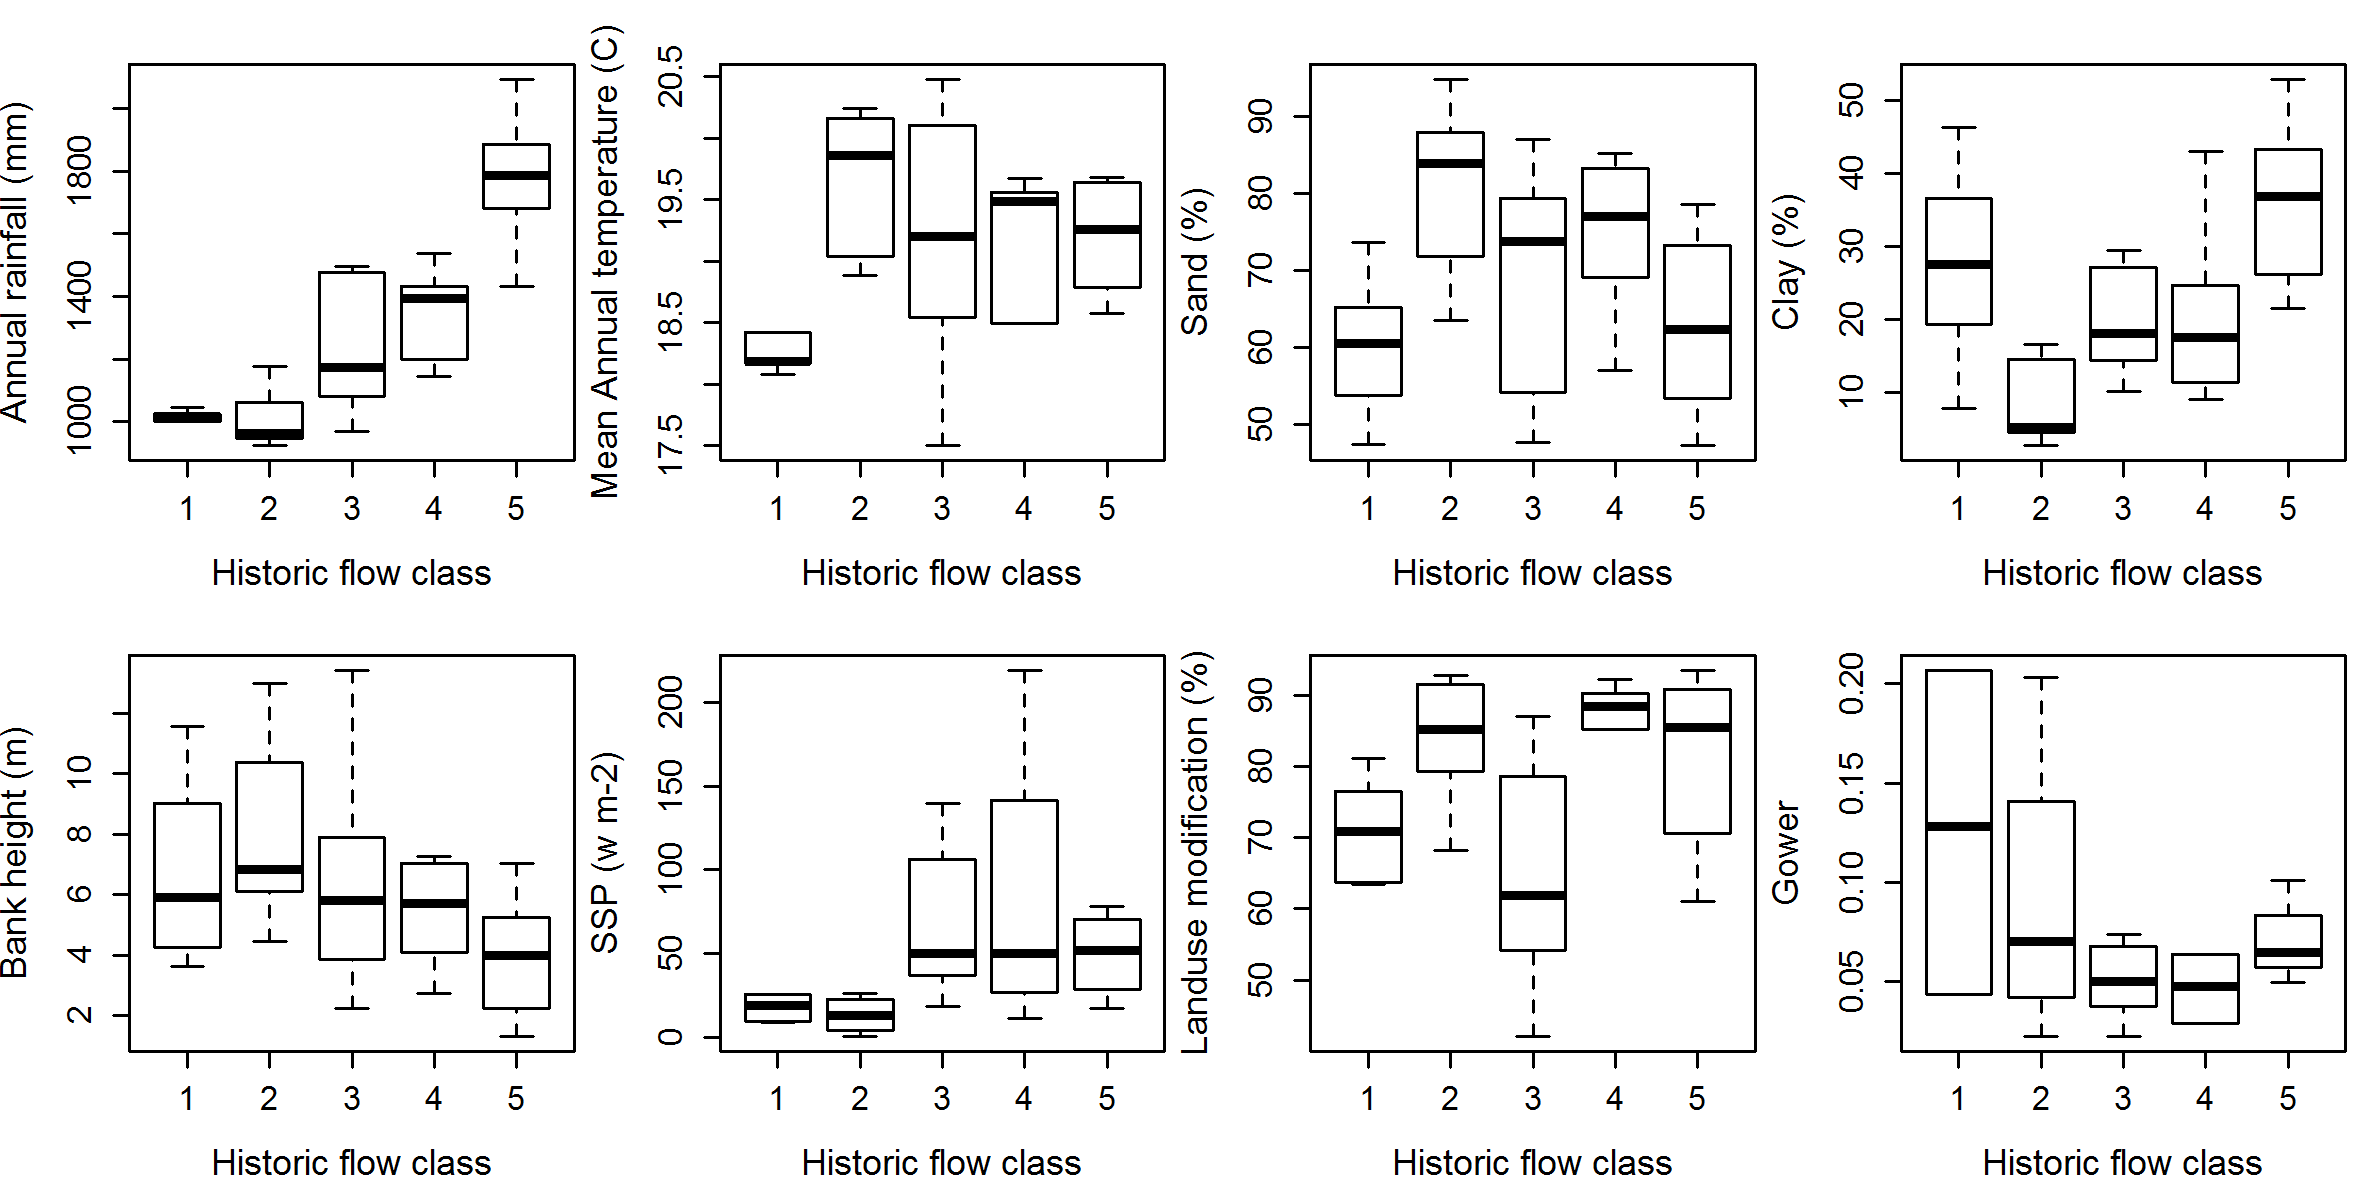 Annual rainfall (mm)
1000 1400 1800
1 2 3 4 5
Historic flow class
Mean Annual temperature (C)
17.5 18.5 19.5 20.5
1 2 3 4 5
Historic flow class
Sand (%)
50 60 70 80 90
1 2 3 4 5
Historic flow class
Clay (%)
10 20 30 40 50
1 2 3 4 5
Historic flow class
Bank height (m)
2 4 6 8 10
1 2 3 4 5
Historic flow class
SSP (w m-2)
0 50 100 150 200
1 2 3 4 5
Historic flow class
Landuse modification (%)
50 60 70 80 90
1 2 3 4 5
Historic flow class
Gower
0.05 0.10 0.15 0.20
1 2 3 4 5
Historic flow class